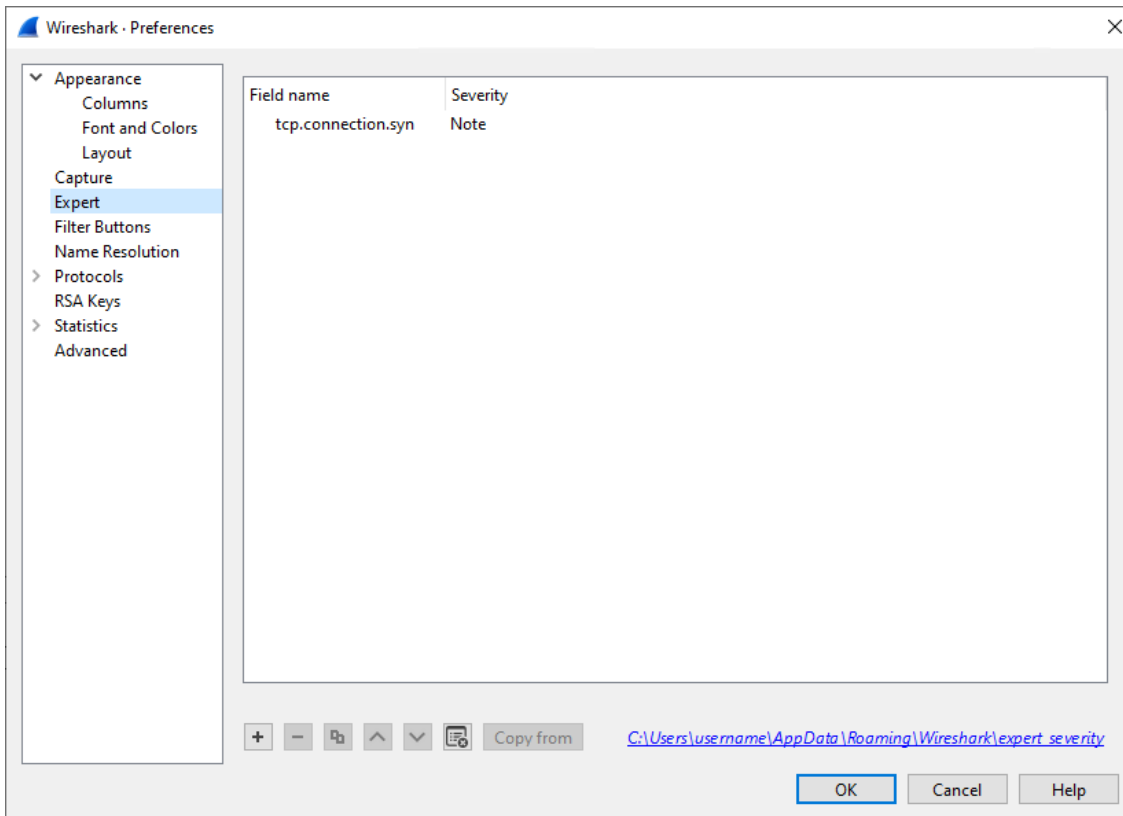 Wireshark · Preferences
Appearance
Columns
Font and Colors
Layout
Capture
Expert
Filter Buttons
Name Resolution
Protocols
RSA Keys
Statistics
Advanced
Field name Severity
tcp.connection.syn Note
Copy from
C:\Users\username\AppData\Roaming\Wireshark\expert_severity
OK Cancel Help